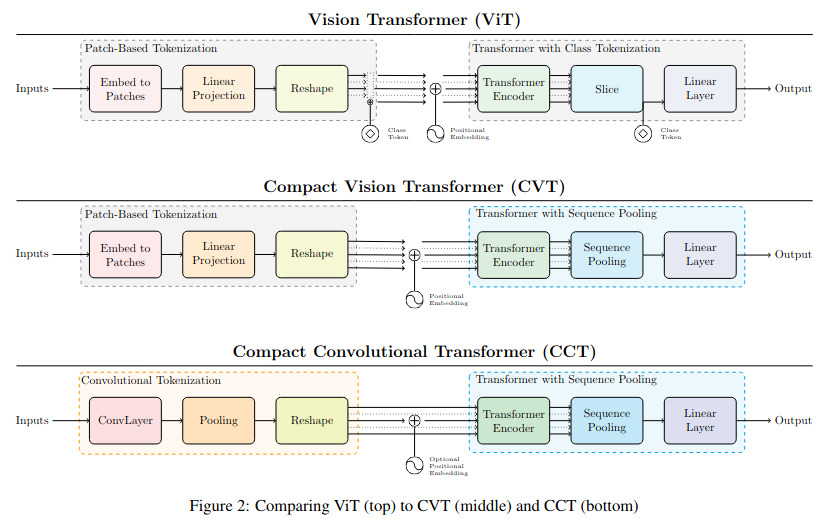 Vision Transformer (ViT)
Patch-Based Tokenization
Transformer with Class Tokenization
Inputs
Embed to
Patches
Linear
Projection
Reshape
Transformer
Encoder
Slice
Linear
Layer
Output
Class
Token
Positional
Embedding
Class
Token
Compact Vision Transformer (CVT)
Patch-Based Tokenization
Transformer with Sequence Pooling
Inputs
Embed to
Patches
Linear
Projection
Reshape
Transformer
Encoder
Sequence
Pooling
Linear
Layer
Output
Positional
Embedding
Compact Convolutional Transformer (CCT)
Convolutional Tokenization
Transformer with Sequence Pooling
Inputs
ConvLayer
Pooling
Reshape
Transformer
Encoder
Sequence
Pooling
Linear
Layer
Output
Optional
Positional
Embedding
Figure 2: Comparing ViT (top) to CVT (middle) and CCT (bottom)